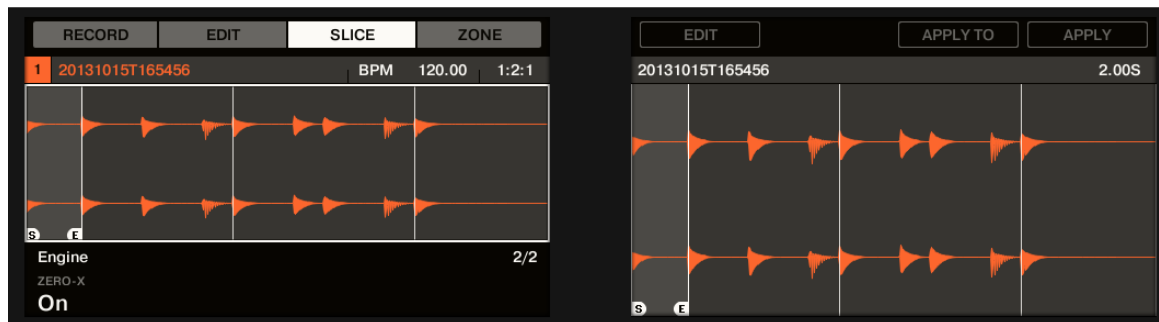 RECORD EDIT SLICE ZONE
1 20131015T165456 BPM 120.00 1:2:1
S E
Engine 2/2
ZERO-X
On
EDIT APPLY TO APPLY
20131015T165456 2.00S
S E